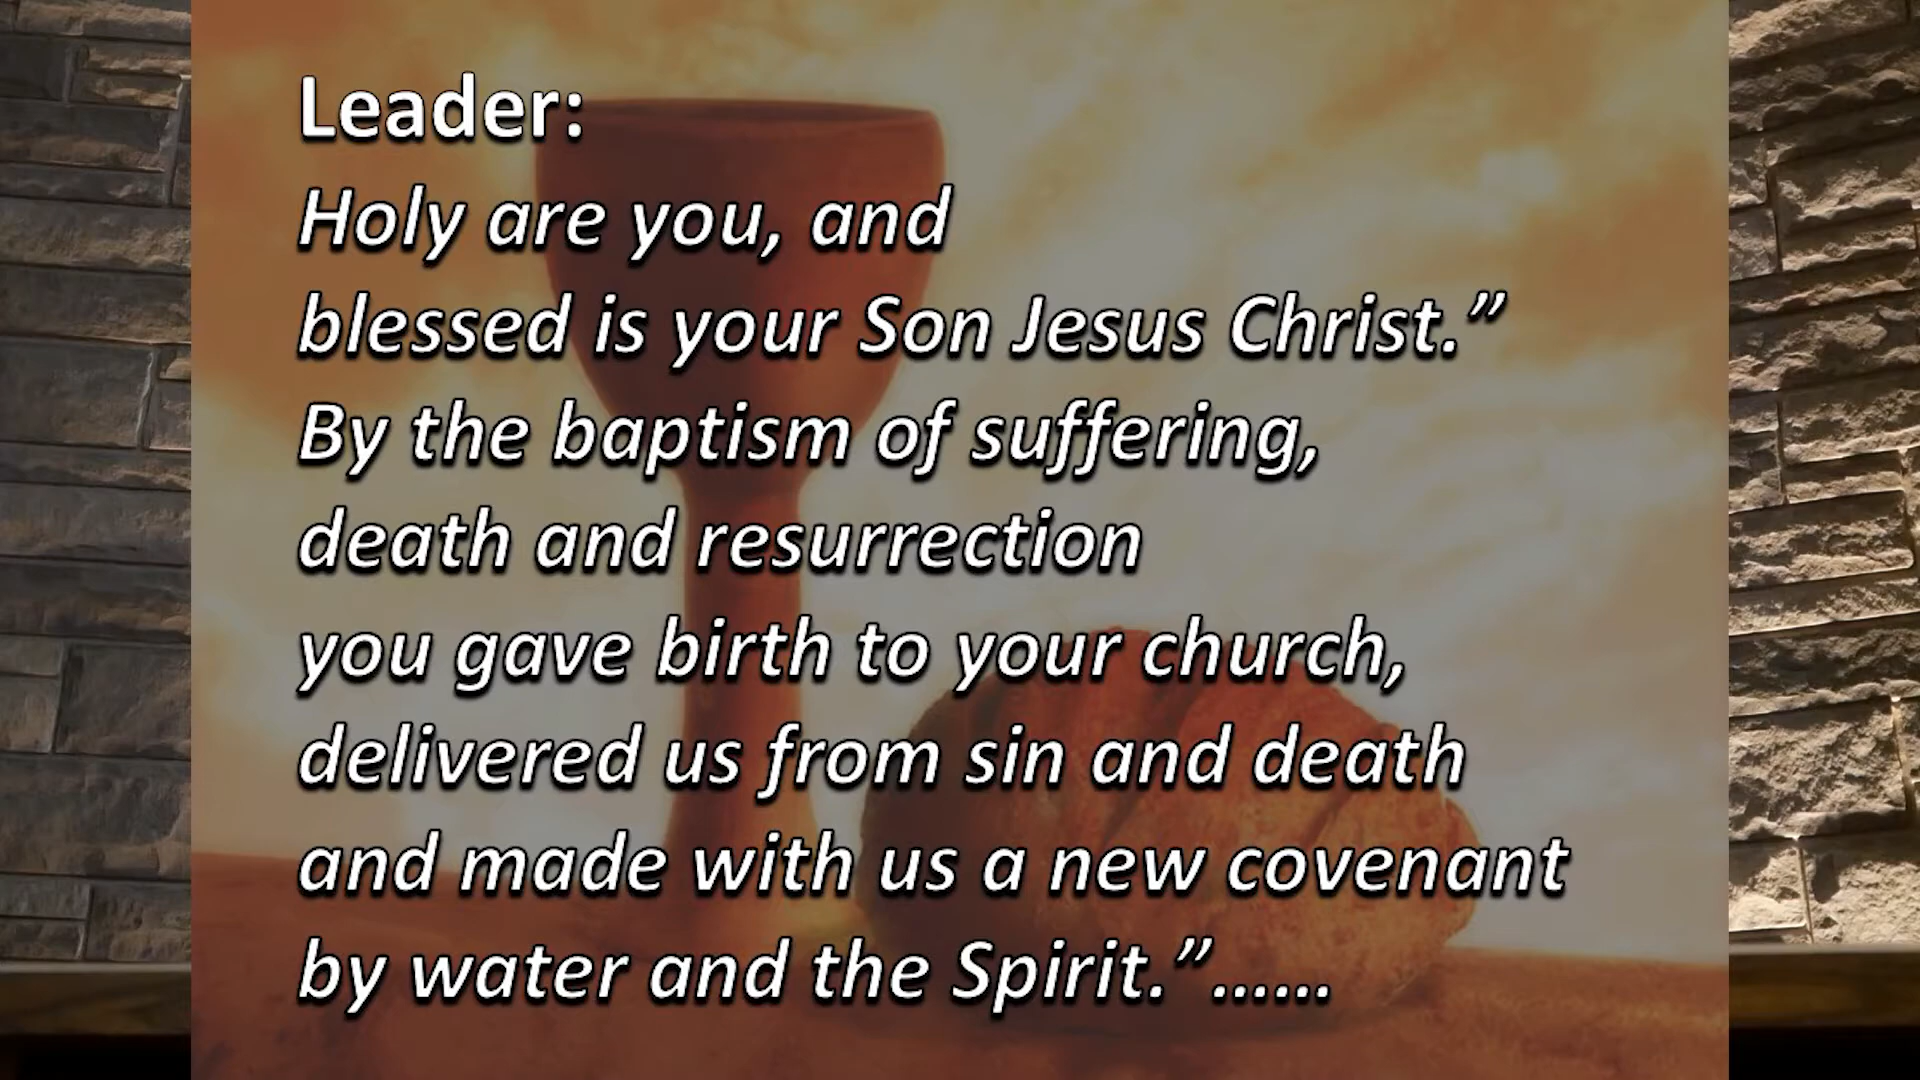 Leader:
Holy are you, and
blessed is your Son Jesus Christ.”
By the baptism of suffering,
death and resurrection
you gave birth to your church,
delivered us from sin and death
and made with us a new covenant
by water and the Spirit.”......